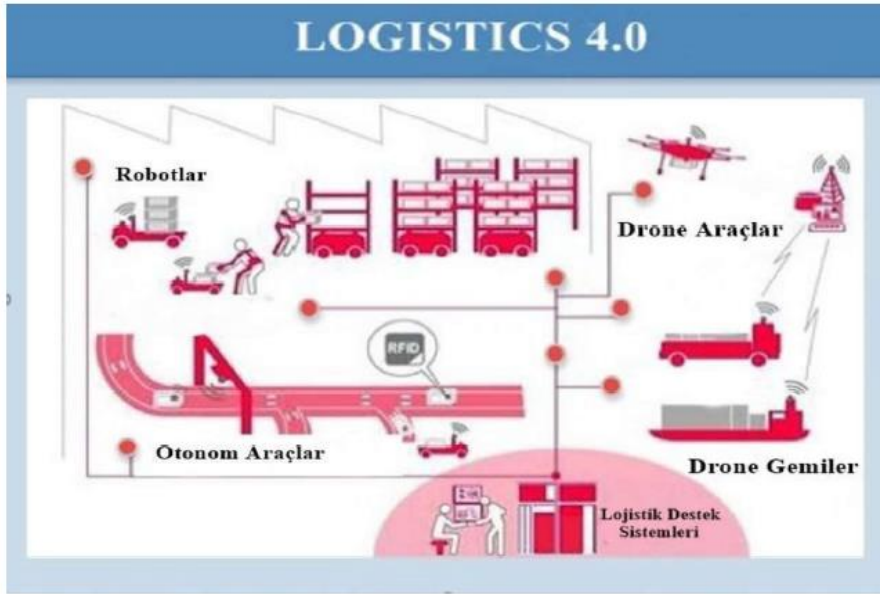 LOGISTICS 4.0
Robotlar
Drone Araçlar
RFID
Otonom Araçlar
Drone Gemiler
Lojistik Destek
Sistemleri